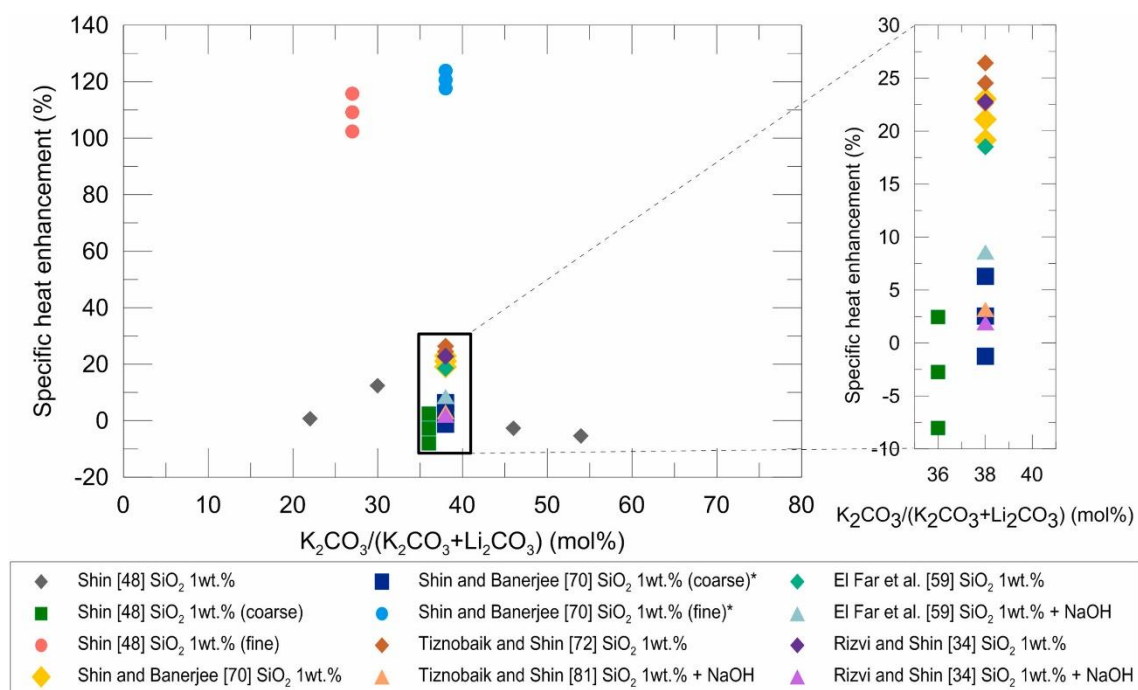 140
120
100
80
60
40
20
0
-20
Specific heat enhancement (%)
0 10 20 30 40 50 60 70 80
K₂CO₃/(K₂CO₃+Li₂CO₃) (mol%)
30
25
20
15
10
5
0
-5
-10
Specific heat enhancement (%)
36 38 40
K₂CO₃/(K₂CO₃+Li₂CO₃) (mol%)
Shin [48] SiO₂ 1wt.%
Shin [48] SiO₂ 1wt.% (coarse)
Shin [48] SiO₂ 1wt.% (fine)
Shin and Banerjee [70] SiO₂ 1wt.%
Shin and Banerjee [70] SiO₂ 1wt.% (coarse)*
Shin and Banerjee [70] SiO₂ 1wt.% (fine)*
Tiznobaik and Shin [72] SiO₂ 1wt.%
Tiznobaik and Shin [81] SiO₂ 1wt.% + NaOH
El Far et al. [59] SiO₂ 1wt.%
El Far et al. [59] SiO₂ 1wt.% + NaOH
Rizvi and Shin [34] SiO₂ 1wt.%
Rizvi and Shin [34] SiO₂ 1wt.% + NaOH